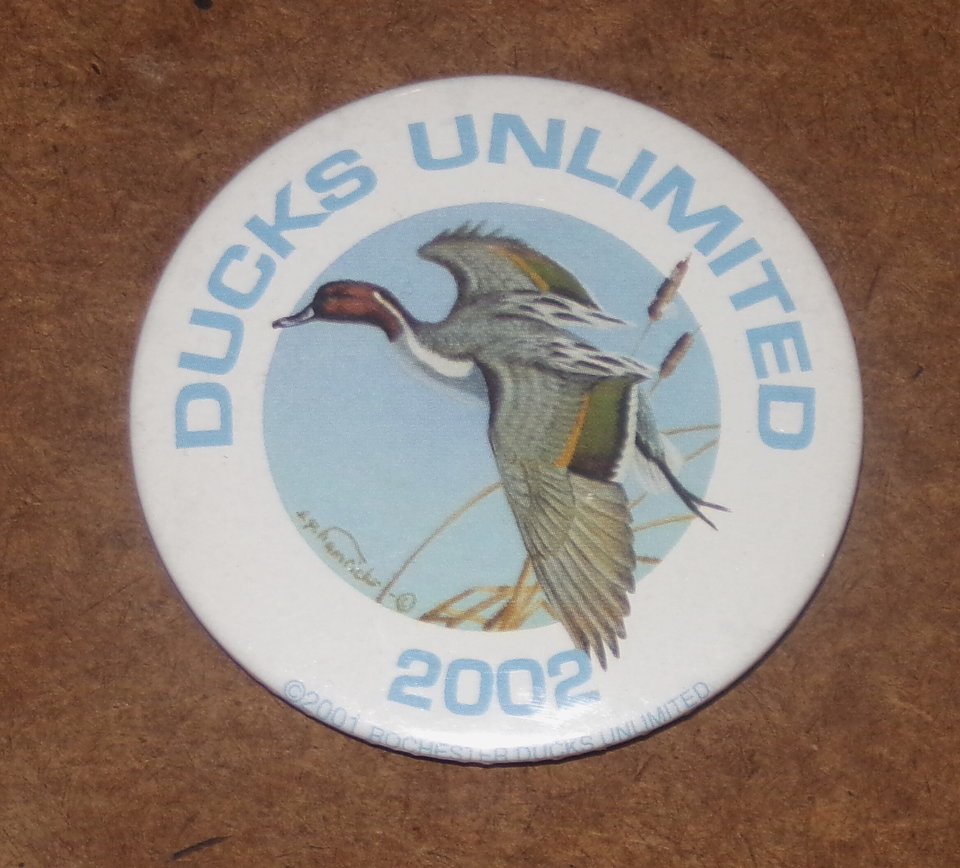 DUCKS UNLIMITED
2002
©2001 ROCHESTER DUCKS UNLIMITED
©